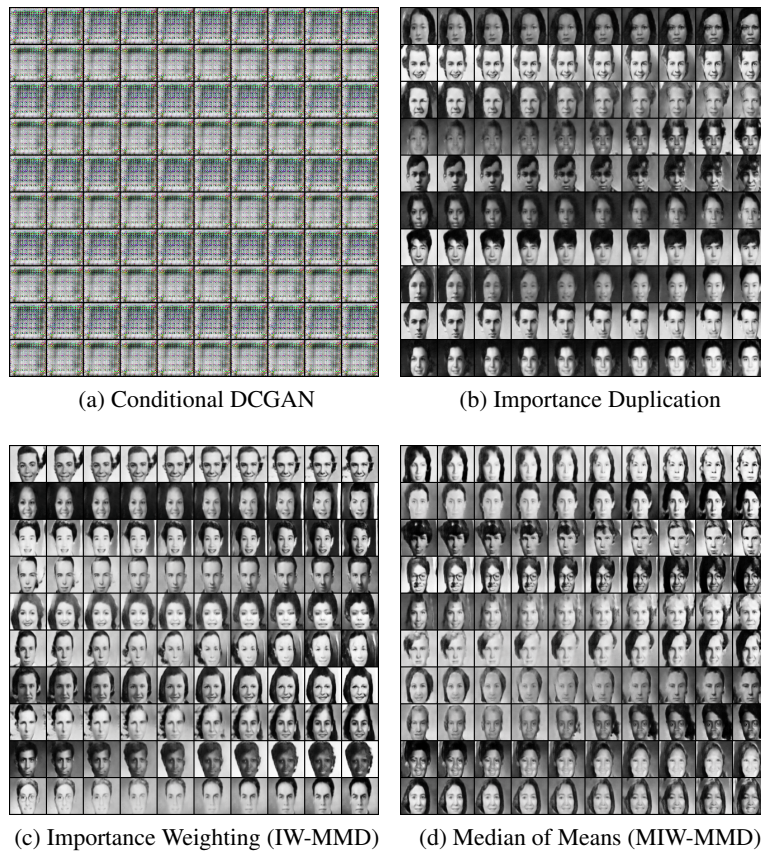 (a) Conditional DCGAN
(b) Importance Duplication
(c) Importance Weighting (IW-MMD)
(d) Median of Means (MIW-MMD)